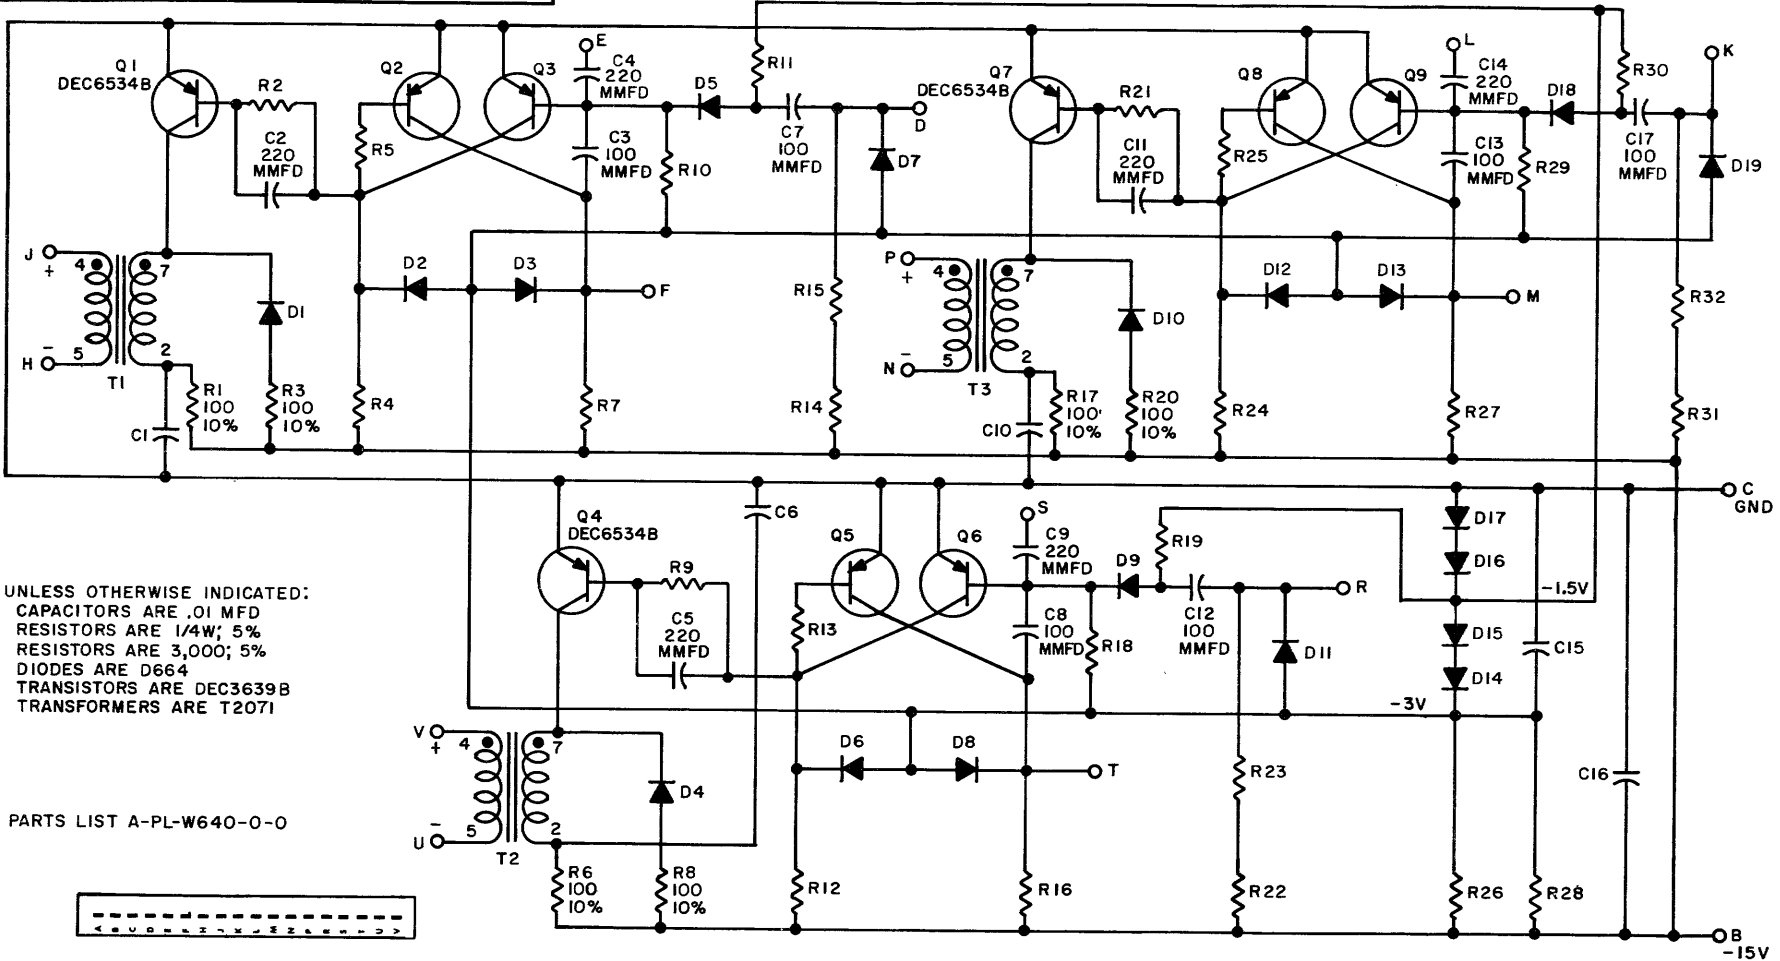 Q1
DEC6534B
R2
C2
220
MMFD
Q2
R5
Q3
E
C4
220
MMFD
C3
100
MMFD
D5
R10
R11
C7
100
MMFD
D
D7
Q7
DEC6534B
R21
C11
220
MMFD
Q8
R25
Q9
L
C14
220
MMFD
C13
100
MMFD
D18
R29
R30
C17
100
MMFD
K
D19
J
+
4
7
D1
H
−
5
2
T1
C1
R1
100
10%
R3
100
10%
D2
D3
F
R4
R7
R15
R14
P
+
4
7
D10
N
−
5
2
T3
C10
R17
100
10%
R20
100
10%
D12
D13
M
R24
R27
R32
R31
C
GND
Q4
DEC6534B
R9
C5
220
MMFD
C6
Q5
R13
Q6
S
C9
220
MMFD
C8
100
MMFD
D9
R18
R19
C12
100
MMFD
R
D11
D17
D16
-1.5V
D15
D14
-3V
C15
C16
UNLESS OTHERWISE INDICATED:
CAPACITORS ARE .01 MFD
RESISTORS ARE 1/4W; 5%
RESISTORS ARE 3,000; 5%
DIODES ARE D664
TRANSISTORS ARE DEC3639B
TRANSFORMERS ARE T2071
V
+
4
7
D4
U
−
5
2
T2
R6
100
10%
R8
100
10%
D6
D8
T
R12
R16
R23
R22
R26
R28
B
-15V
PARTS LIST A-PL-W640-0-0
A B C D E F H J K L M N P R S T U V